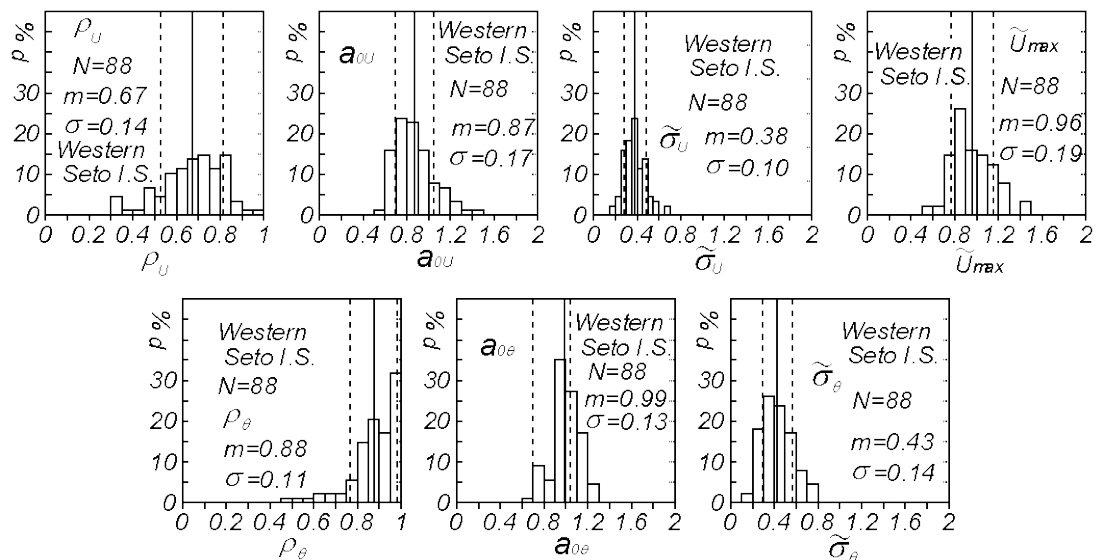 p %
30
20
10
0
0 0.2 0.4 0.6 0.8 1
ρU
ρU
N=88
m=0.67
σ=0.14
Western
Seto I.S.
p %
30
20
10
0
0 0.4 0.8 1.2 1.6 2
a0U
a0U
Western
Seto I.S.
N=88
m=0.87
σ=0.17
p %
30
20
10
0
0 0.4 0.8 1.2 1.6 2
σ̃U
Western
Seto I.S.
N=88
σ̃U
m=0.38
σ=0.10
p %
30
20
10
0
0.4 0.8 1.2 1.6 2
Ũmax
Western
Seto I.S.
Ũmax
N=88
m=0.96
σ=0.19
p %
30
20
10
0
0 0.2 0.4 0.6 0.8 1
ρθ
Western
Seto I.S.
N=88
ρθ
m=0.88
σ=0.11
p %
30
20
10
0
0 0.4 0.8 1.2 1.6 2
a0θ
a0θ
Western
Seto I.S.
N=88
m=0.99
σ=0.13
p %
30
20
10
0
0 0.4 0.8 1.2 1.6 2
σ̃θ
Western
Seto I.S.
σ̃θ
N=88
m=0.43
σ=0.14